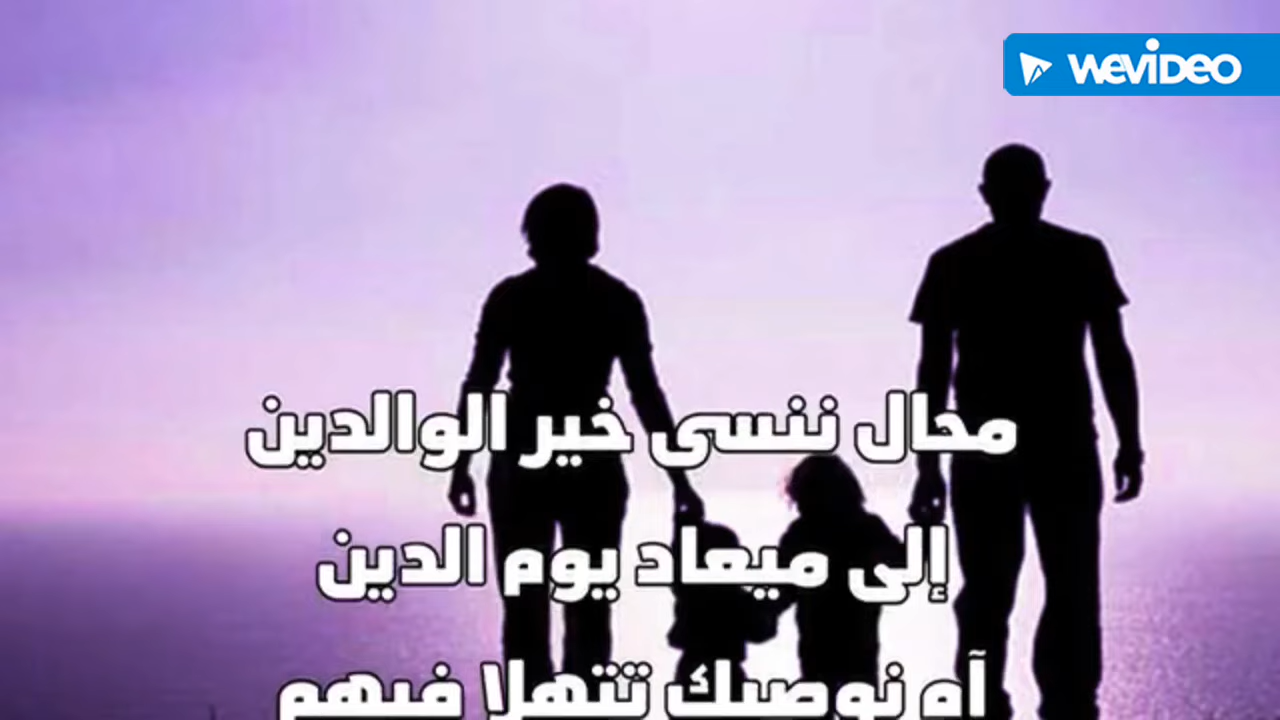 WEVIDEO
محال ننسى خير الوالدين
إلى ميعاد يوم الدين
آه نوصيك تتهلا فيهم